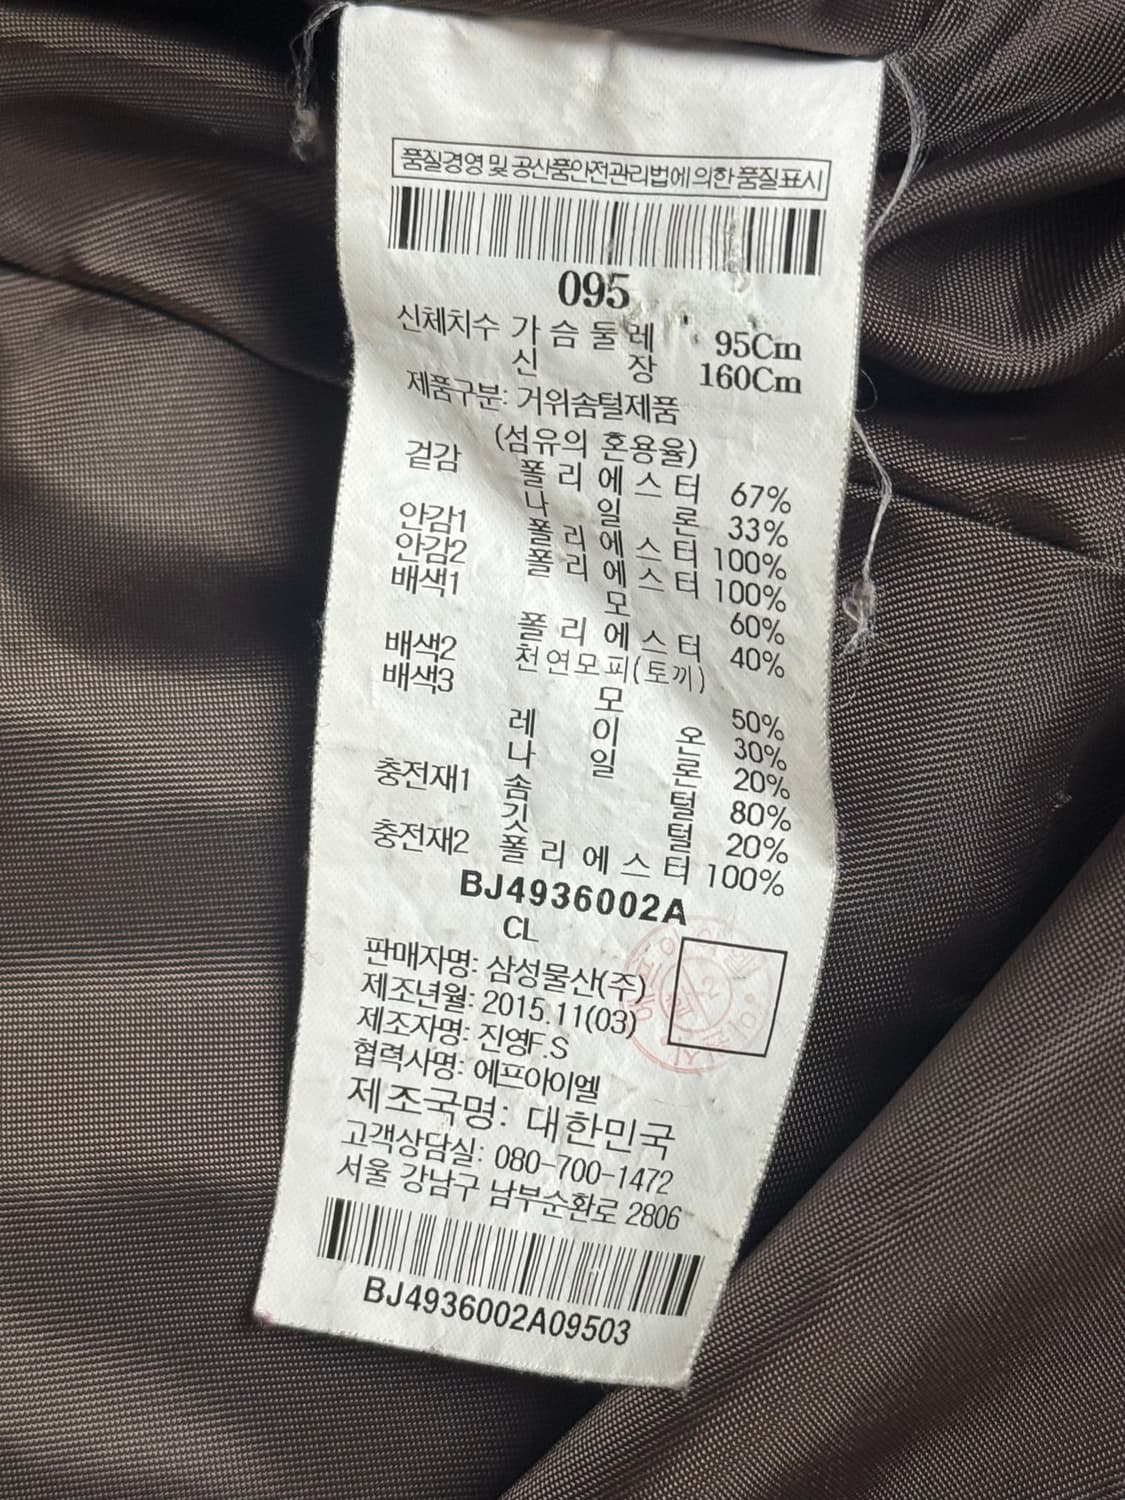 품질경영 및 공산품안전관리법에 의한 품질표시
095
신체치수 가슴둘레 95Cm
신장 160Cm
제품구분: 거위솜털제품
(섬유의 혼용율)
겉감 폴리에스터 67%
나일론 33%
안감1 폴리에스터 100%
안감2 폴리에스터 100%
배색1 모 60%
폴리에스터 40%
배색2 천연모피(토끼)
배색3 모 50%
레이온 30%
나일론 20%
충전재1 솜털 80%
깃털 20%
충전재2 폴리에스터 100%
BJ4936002A
CL
판매자명: 삼성물산(주)
제조년월: 2015.11(03)
제조자명: 진영F.S
협력사명: 에프아이엘
제조국명: 대한민국
고객상담실: 080-700-1472
서울 강남구 남부순환로 2806
BJ4936002A09503